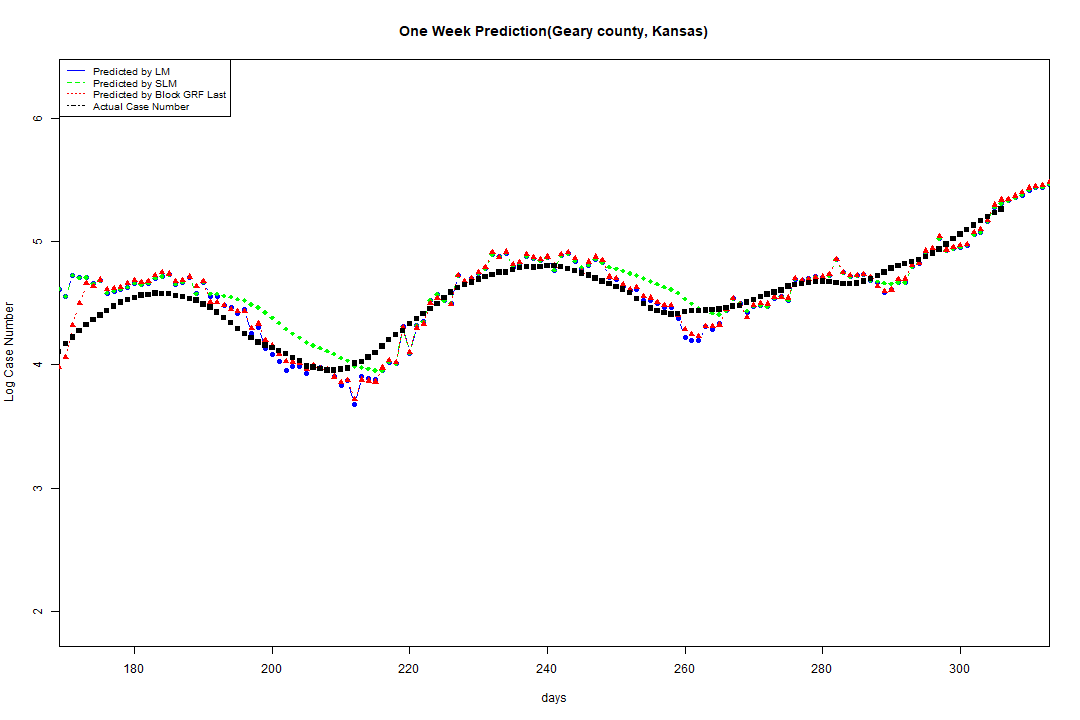 One Week Prediction(Geary county, Kansas)
Predicted by LM
Predicted by SLM
Predicted by Block GRF Last
Actual Case Number
6
5
4
3
2
Log Case Number
180 200 220 240 260 280 300
days